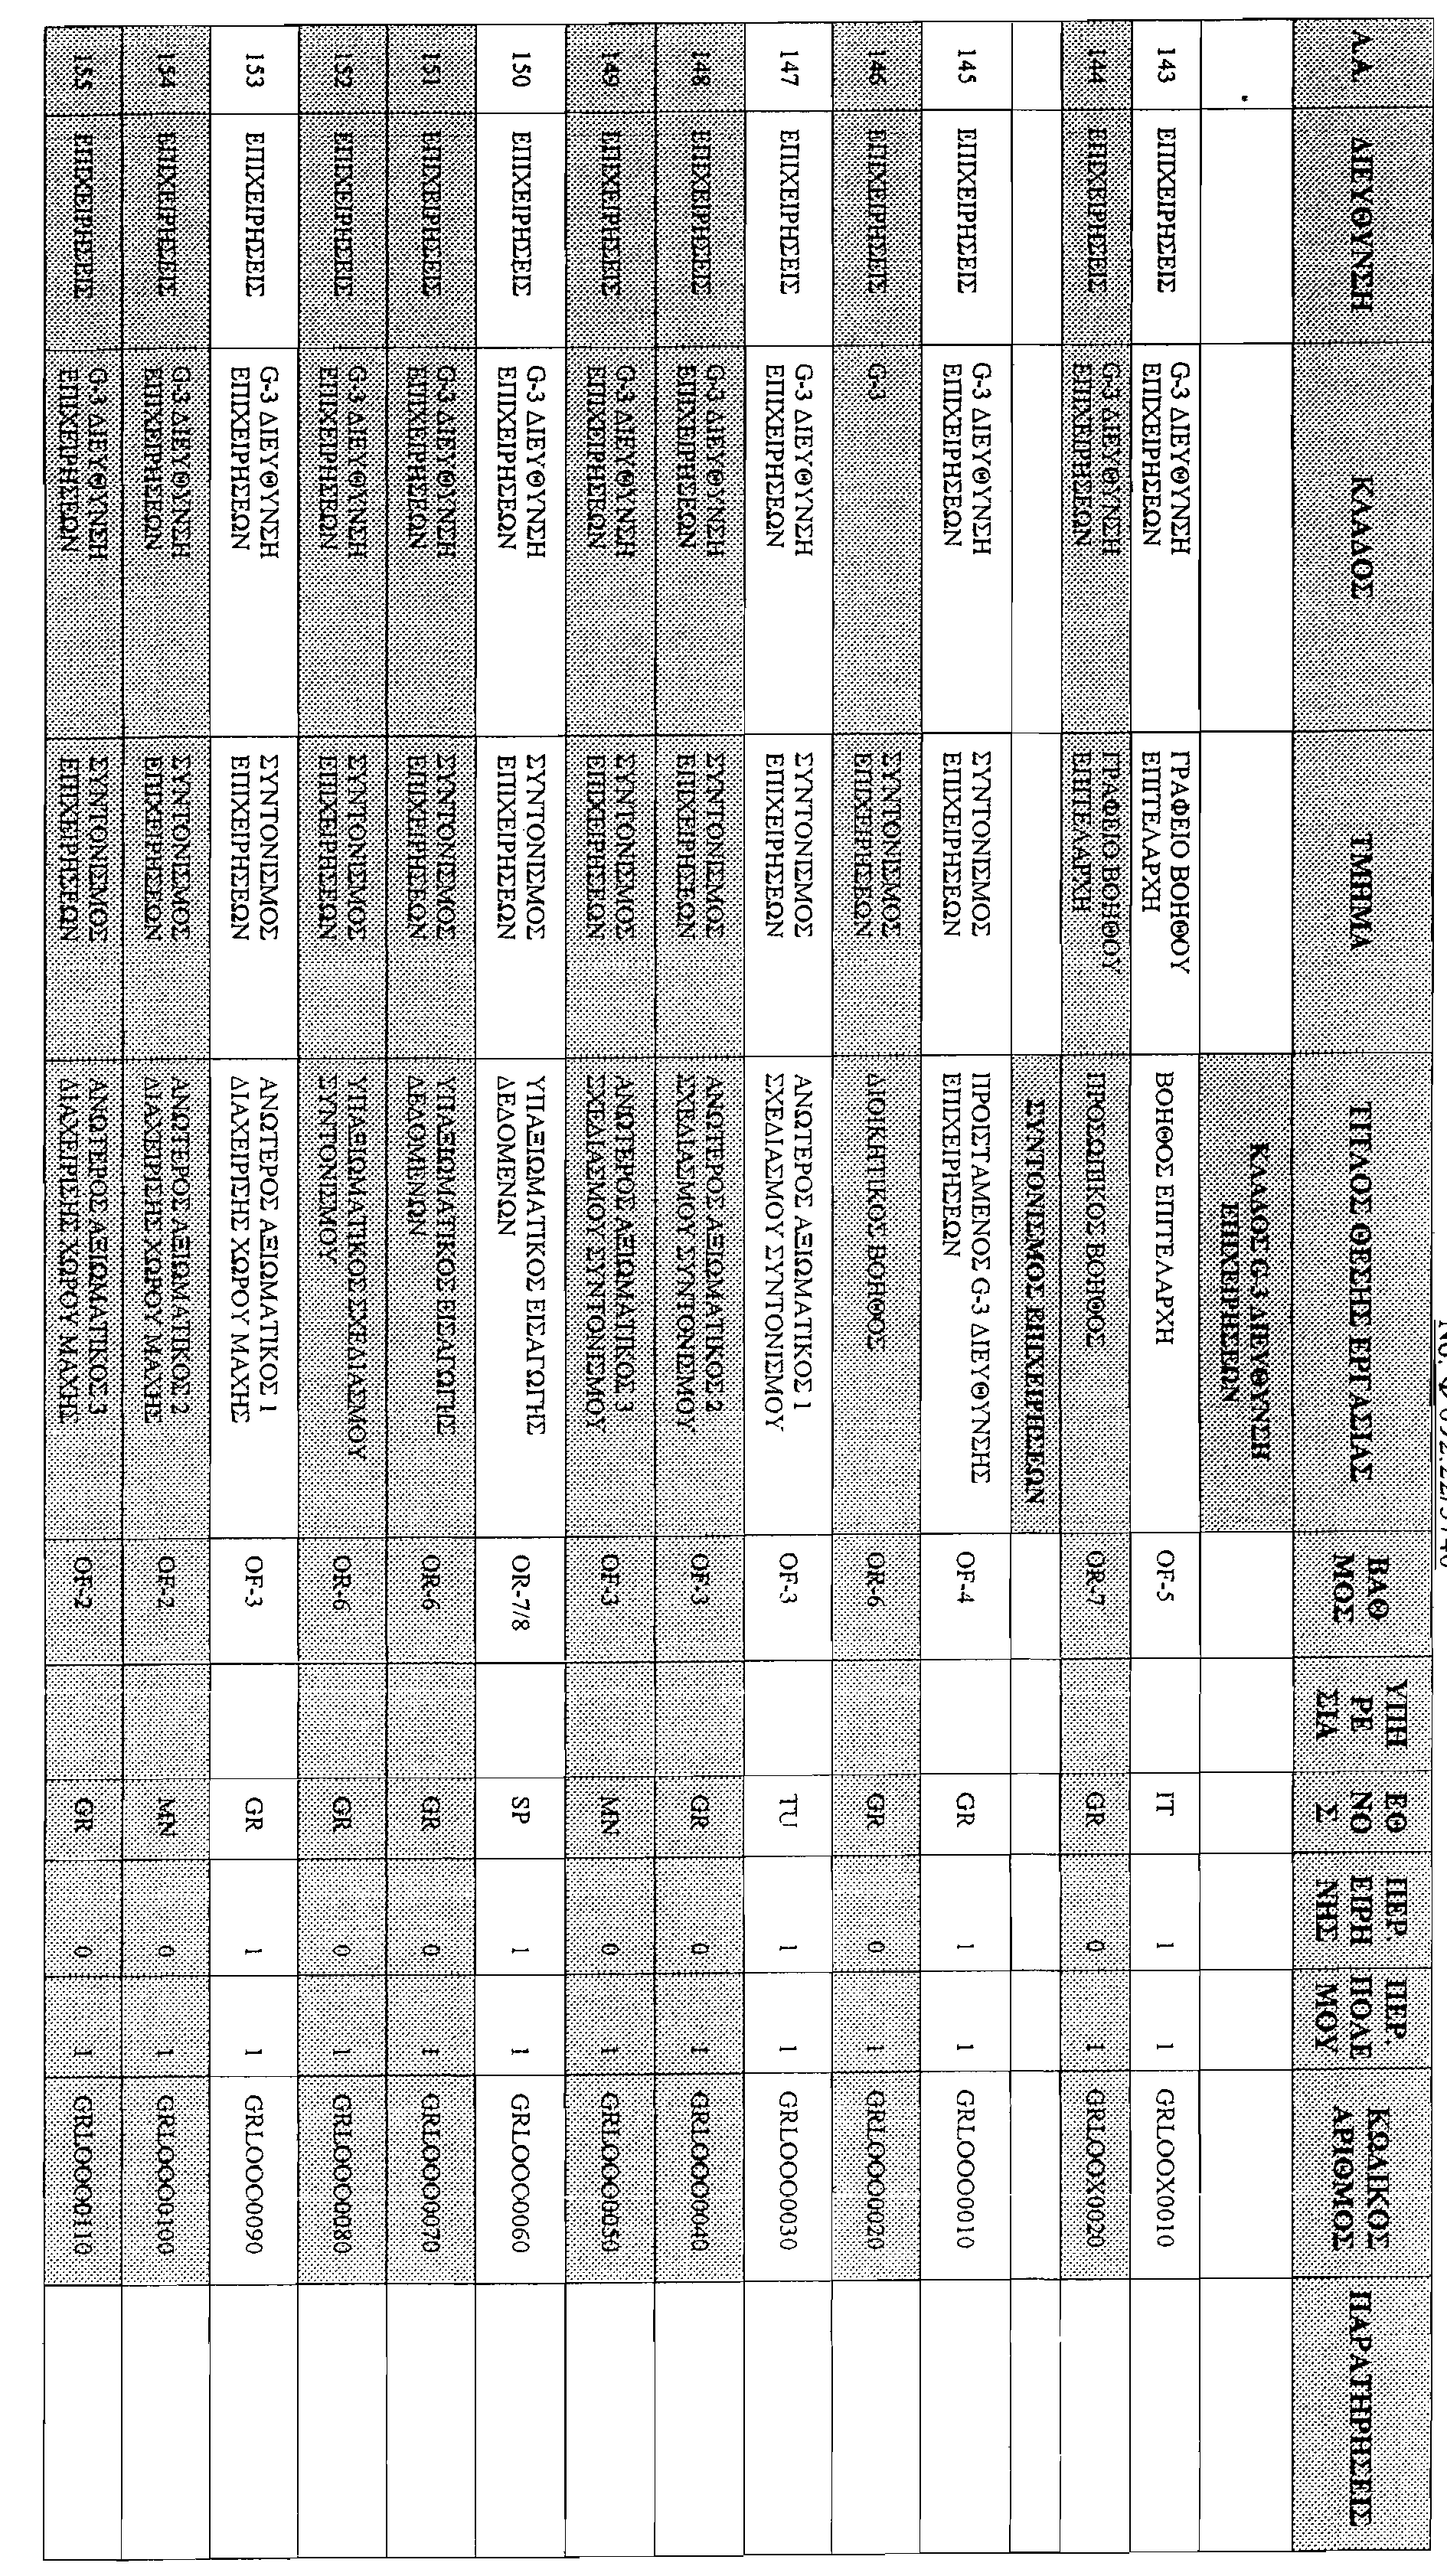 Α.Α ΔΙΕΥΘΥΝΣΗ ΚΛΑΔΟΣ ΤΜΗΜΑ ΤΙΤΛΟΣ ΘΕΣΗΣ ΕΡΓΑΣΙΑΣ ΒΑΘ ΜΟΣ ΥΠΗ ΡΕ ΣΙΑ ΕΘ ΝΟ Σ ΠΕΡ. ΕΙΡΗ ΝΗΣ ΠΕΡ. ΠΟΛΕ ΜΟΥ ΚΩΔΙΚΟΣ ΑΡΙΘΜΟΣ ΠΑΡΑΤΗΡΗΣΕΙΣ
ΚΛΑΔΟΣ G-3 ΔΙΕΥΘΥΝΣΗ
ΕΠΙΧΕΙΡΗΣΕΩΝ
143 ΕΠΙΧΕΙΡΗΣΕΙΣ G-3 ΔΙΕΥΘΥΝΣΗ ΕΠΙΧΕΙΡΗΣΕΩΝ ΓΡΑΦΕΙΟ ΒΟΗΘΟΥ ΕΠΙΤΕΛΑΡΧΗ ΒΟΗΘΟΣ ΕΠΙΤΕΛΑΡΧΗ OF-5 IT 1 1 GRLOOX0010
144 ΕΠΙΧΕΙΡΗΣΕΙΣ G-3 ΔΙΕΥΘΥΝΣΗ ΕΠΙΧΕΙΡΗΣΕΩΝ ΓΡΑΦΕΙΟ ΒΟΗΘΟΥ ΕΠΙΤΕΛΑΡΧΗ ΠΡΟΣΩΠΙΚΟΣ ΒΟΗΘΟΣ OR-7 GR 0 1 GRLOOX0020
ΣΥΝΤΟΝΙΣΜΟΣ ΕΠΙΧΕΙΡΗΣΕΩΝ
145 ΕΠΙΧΕΙΡΗΣΕΙΣ G-3 ΔΙΕΥΘΥΝΣΗ ΕΠΙΧΕΙΡΗΣΕΩΝ ΣΥΝΤΟΝΙΣΜΟΣ ΕΠΙΧΕΙΡΗΣΕΩΝ ΠΡΟΙΣΤΑΜΕΝΟΣ G-3 ΔΙΕΥΘΥΝΣΗΣ ΕΠΙΧΕΙΡΗΣΕΩΝ OF-4 GR 1 1 GRLOOO0010
146 ΕΠΙΧΕΙΡΗΣΕΙΣ G-3 ΣΥΝΤΟΝΙΣΜΟΣ ΕΠΙΧΕΙΡΗΣΕΩΝ ΔΙΟΙΚΗΤΙΚΟΣ ΒΟΗΘΟΣ OR-6 GR 0 1 GRLOOO0020
147 ΕΠΙΧΕΙΡΗΣΕΙΣ G-3 ΔΙΕΥΘΥΝΣΗ ΕΠΙΧΕΙΡΗΣΕΩΝ ΣΥΝΤΟΝΙΣΜΟΣ ΕΠΙΧΕΙΡΗΣΕΩΝ ΑΝΩΤΕΡΟΣ ΑΞΙΩΜΑΤΙΚΟΣ 1 ΣΧΕΔΙΑΣΜΟΥ ΣΥΝΤΟΝΙΣΜΟΥ OF-3 TU 1 1 GRLOOO0030
148 ΕΠΙΧΕΙΡΗΣΕΙΣ G-3 ΔΙΕΥΘΥΝΣΗ ΕΠΙΧΕΙΡΗΣΕΩΝ ΣΥΝΤΟΝΙΣΜΟΣ ΕΠΙΧΕΙΡΗΣΕΩΝ ΑΝΩΤΕΡΟΣ ΑΞΙΩΜΑΤΙΚΟΣ 2 ΣΧΕΔΙΑΣΜΟΥ ΣΥΝΤΟΝΙΣΜΟΥ OF-3 GR 0 1 GRLOOO0040
149 ΕΠΙΧΕΙΡΗΣΕΙΣ G-3 ΔΙΕΥΘΥΝΣΗ ΕΠΙΧΕΙΡΗΣΕΩΝ ΣΥΝΤΟΝΙΣΜΟΣ ΕΠΙΧΕΙΡΗΣΕΩΝ ΑΝΩΤΕΡΟΣ ΑΞΙΩΜΑΤΙΚΟΣ 3 ΣΧΕΔΙΑΣΜΟΥ ΣΥΝΤΟΝΙΣΜΟΥ OF-3 MN 0 1 GRLOOO0050
150 ΕΠΙΧΕΙΡΗΣΕΙΣ G-3 ΔΙΕΥΘΥΝΣΗ ΕΠΙΧΕΙΡΗΣΕΩΝ ΣΥΝΤΟΝΙΣΜΟΣ ΕΠΙΧΕΙΡΗΣΕΩΝ ΥΠΑΞΙΩΜΑΤΙΚΟΣ ΕΙΣΑΓΩΓΗΣ ΔΕΔΟΜΕΝΩΝ OR-7/8 SP 1 1 GRLOOO0060
151 ΕΠΙΧΕΙΡΗΣΕΙΣ G-3 ΔΙΕΥΘΥΝΣΗ ΕΠΙΧΕΙΡΗΣΕΩΝ ΣΥΝΤΟΝΙΣΜΟΣ ΕΠΙΧΕΙΡΗΣΕΩΝ ΥΠΑΞΙΩΜΑΤΙΚΟΣ ΕΙΣΑΓΩΓΗΣ ΔΕΔΟΜΕΝΩΝ OR-6 GR 0 1 GRLOOO0070
152 ΕΠΙΧΕΙΡΗΣΕΙΣ G-3 ΔΙΕΥΘΥΝΣΗ ΕΠΙΧΕΙΡΗΣΕΩΝ ΣΥΝΤΟΝΙΣΜΟΣ ΕΠΙΧΕΙΡΗΣΕΩΝ ΥΠΑΞΙΩΜΑΤΙΚΟΣ ΣΧΕΔΙΑΣΜΟΥ ΣΥΝΤΟΝΙΣΜΟΥ OR-6 GR 0 1 GRLOOO0080
153 ΕΠΙΧΕΙΡΗΣΕΙΣ G-3 ΔΙΕΥΘΥΝΣΗ ΕΠΙΧΕΙΡΗΣΕΩΝ ΣΥΝΤΟΝΙΣΜΟΣ ΕΠΙΧΕΙΡΗΣΕΩΝ ΑΝΩΤΕΡΟΣ ΑΞΙΩΜΑΤΙΚΟΣ 1 ΔΙΑΧΕΙΡΙΣΗΣ ΧΩΡΟΥ ΜΑΧΗΣ OF-3 GR 1 1 GRLOOO0090
154 ΕΠΙΧΕΙΡΗΣΕΙΣ G-3 ΔΙΕΥΘΥΝΣΗ ΕΠΙΧΕΙΡΗΣΕΩΝ ΣΥΝΤΟΝΙΣΜΟΣ ΕΠΙΧΕΙΡΗΣΕΩΝ ΑΝΩΤΕΡΟΣ ΑΞΙΩΜΑΤΙΚΟΣ 2 ΔΙΑΧΕΙΡΙΣΗΣ ΧΩΡΟΥ ΜΑΧΗΣ OF-2 MN 0 1 GRLOOO0100
155 ΕΠΙΧΕΙΡΗΣΕΙΣ G-3 ΔΙΕΥΘΥΝΣΗ ΕΠΙΧΕΙΡΗΣΕΩΝ ΣΥΝΤΟΝΙΣΜΟΣ ΕΠΙΧΕΙΡΗΣΕΩΝ ΑΝΩΤΕΡΟΣ ΑΞΙΩΜΑΤΙΚΟΣ 3 ΔΙΑΧΕΙΡΙΣΗΣ ΧΩΡΟΥ ΜΑΧΗΣ OF-2 GR 0 1 GRLOOO0110